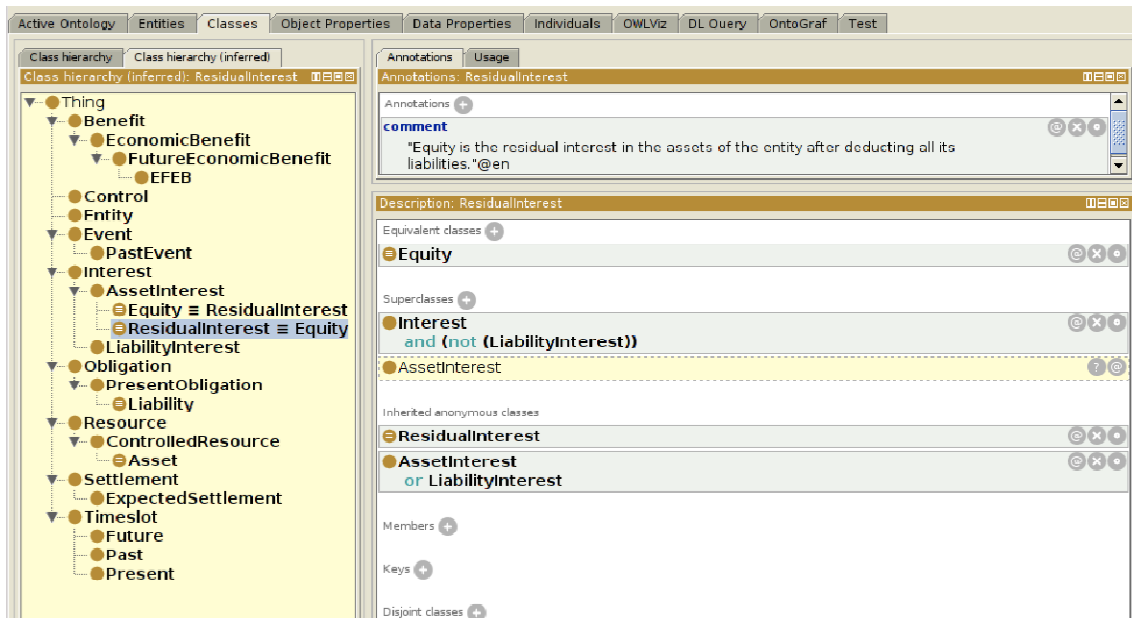 Active Ontology Entities Classes Object Properties Data Properties Individuals OWLViz DL Query OntoGraf Test
Class hierarchy Class hierarchy (inferred)
Class hierarchy (inferred): ResidualInterest
Thing
Benefit
EconomicBenefit
FutureEconomicBenefit
EFEB
Control
Entity
Event
PastEvent
Interest
AssetInterest
Equity ≡ ResidualInterest
ResidualInterest ≡ Equity
LiabilityInterest
Obligation
PresentObligation
Liability
Resource
ControlledResource
Asset
Settlement
ExpectedSettlement
Timeslot
Future
Past
Present
Annotations Usage
Annotations: ResidualInterest
Annotations
comment
"Equity is the residual interest in the assets of the entity after deducting all its
liabilities."@en
Description: ResidualInterest
Equivalent classes
Equity
Superclasses
Interest
and (not (LiabilityInterest))
AssetInterest
Inherited anonymous classes
ResidualInterest
AssetInterest
or LiabilityInterest
Members
Keys
Disjoint classes